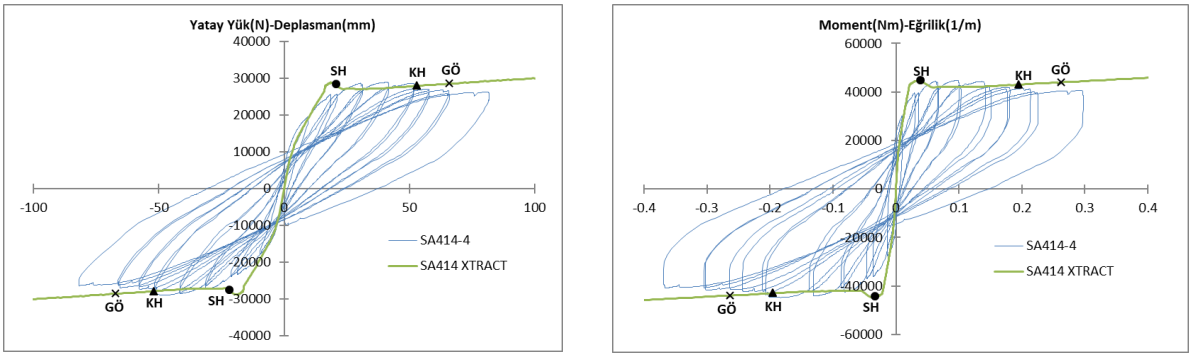 Yatay Yük(N)-Deplasman(mm)
40000
30000
20000
10000
0
-10000
-20000
-30000
-40000
-100
-50
0
50
100
SH
KH
GÖ
GÖ
KH
SH
SA414-4
SA414 XTRACT
Moment(Nm)-Eğrilik(1/m)
60000
40000
20000
0
-20000
-40000
-60000
-0.4
-0.3
-0.2
-0.1
0
0.1
0.2
0.3
0.4
SH
KH
GÖ
GÖ
KH
SH
SA414-4
SA414 XTRACT